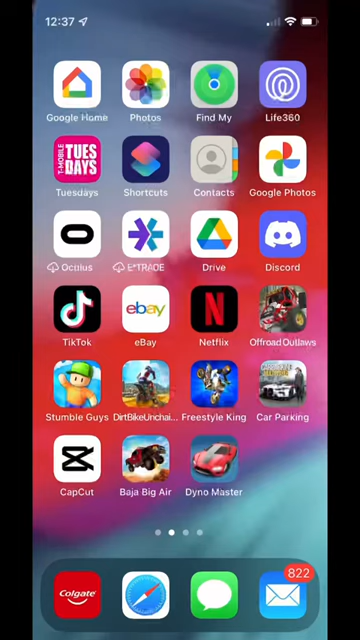 12:37
Google Home Photos Find My Life360
T-MOBILE TUES DAYS
Tuesdays Shortcuts Contacts Google Photos
Oculus E*TRADE Drive Discord
ebay
TikTok eBay Netflix Offroad Outlaws
Stumble Guys DirtBikeUnchai... Freestyle King Car Parking
CapCut Baja Big Air Dyno Master
822
Colgate